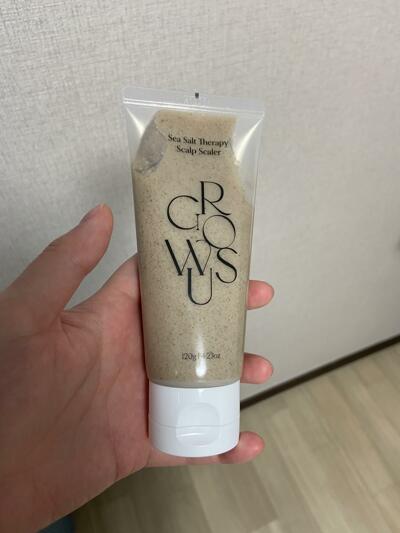 Sea Salt Therapy
Scalp Scaler
GROWUS
120g | 4.23oz